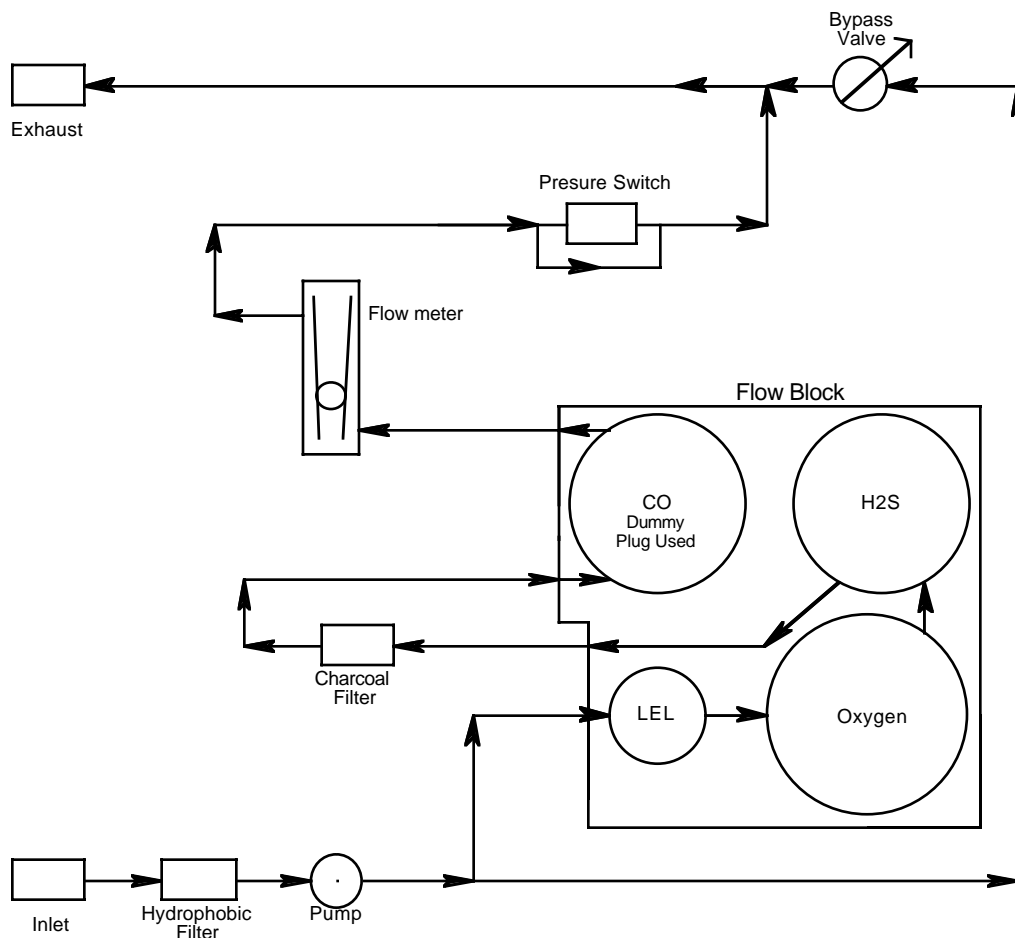 Bypass
Valve
Exhaust
Presure Switch
Flow meter
Flow Block
CO
Dummy
Plug Used
H2S
Charcoal
Filter
LEL
Oxygen
Inlet
Hydrophobic
Filter
Pump